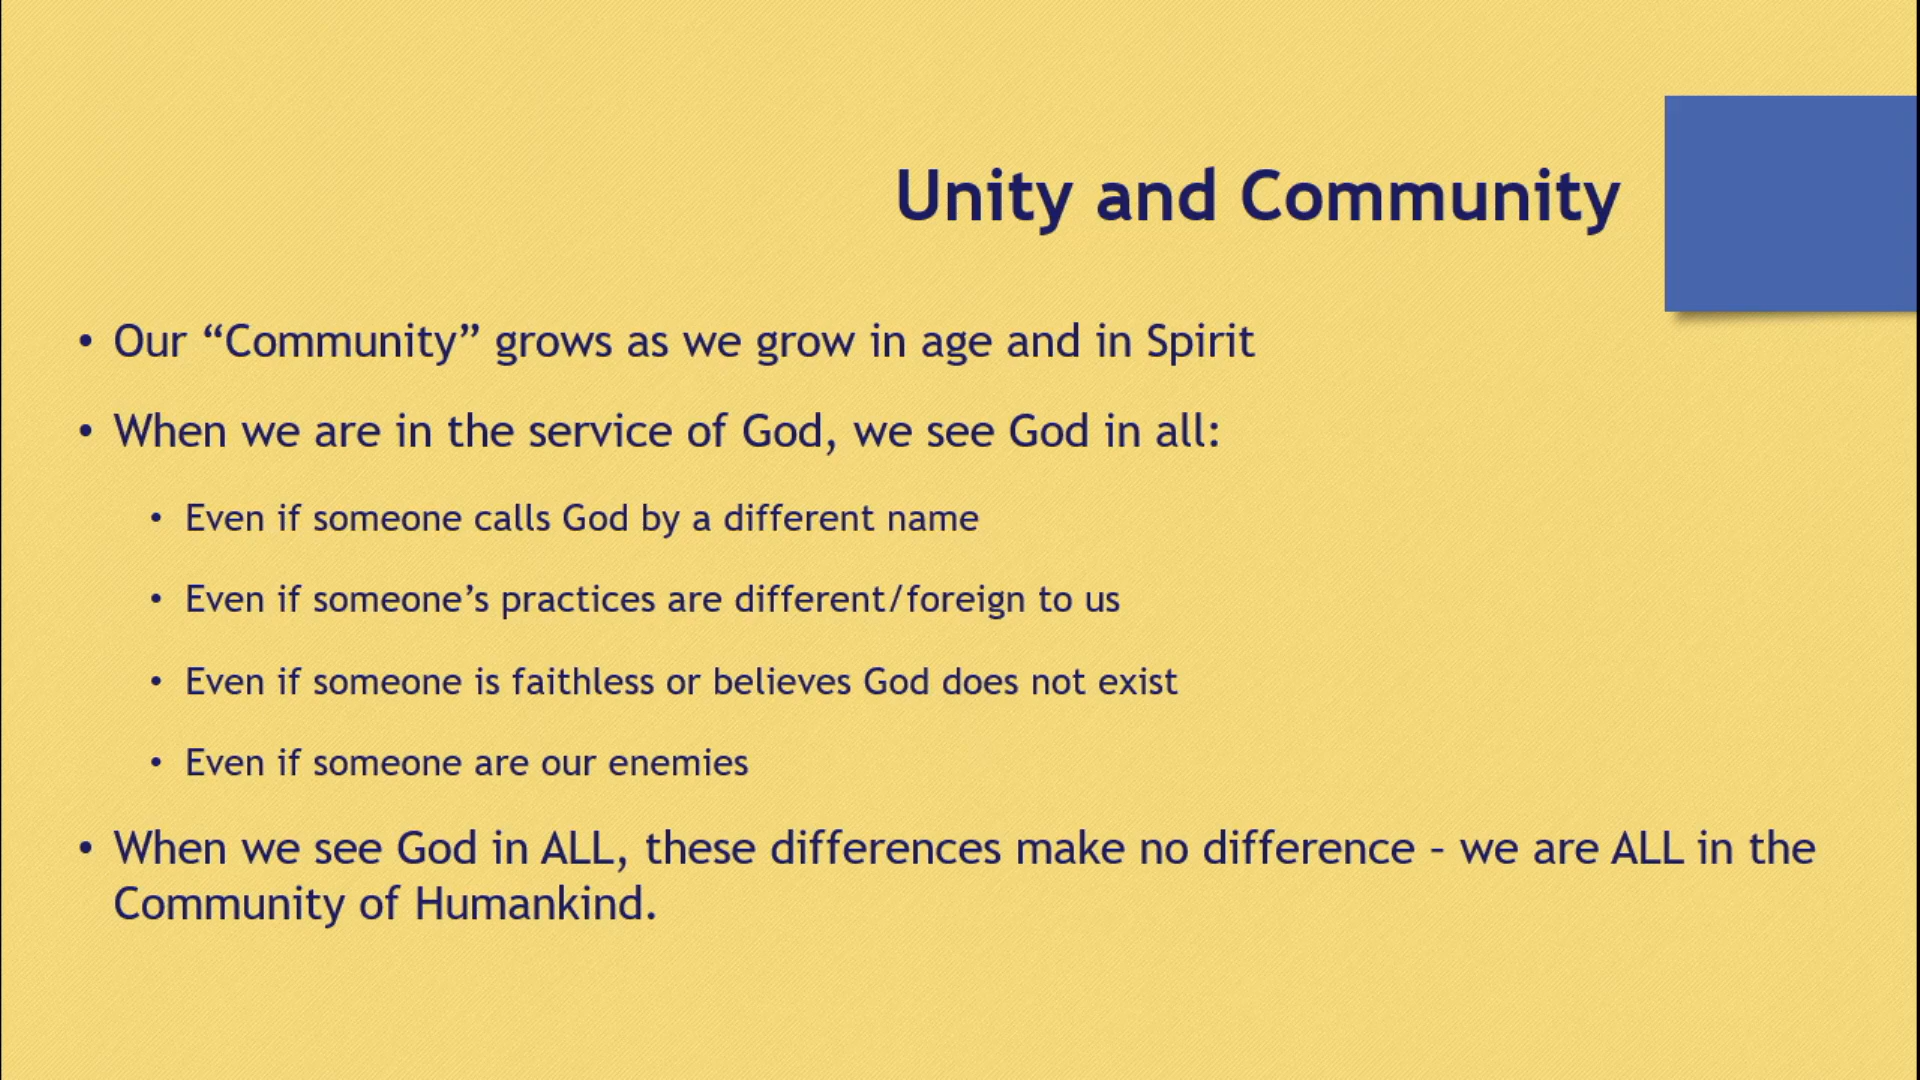 Unity and Community
• Our “Community” grows as we grow in age and in Spirit
• When we are in the service of God, we see God in all:
• Even if someone calls God by a different name
• Even if someone’s practices are different/foreign to us
• Even if someone is faithless or believes God does not exist
• Even if someone are our enemies
• When we see God in ALL, these differences make no difference – we are ALL in the
Community of Humankind.